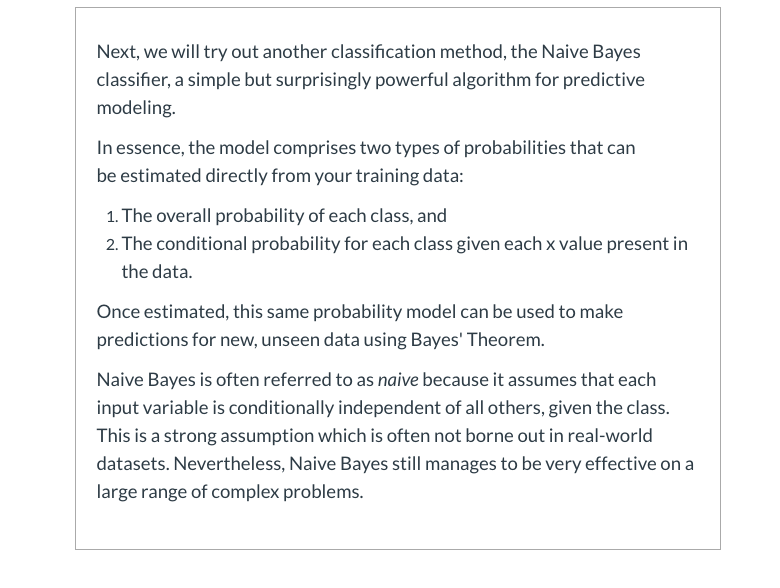 Next, we will try out another classification method, the Naive Bayes
classifier, a simple but surprisingly powerful algorithm for predictive
modeling.
In essence, the model comprises two types of probabilities that can
be estimated directly from your training data:
1. The overall probability of each class, and
2. The conditional probability for each class given each x value present in
the data.
Once estimated, this same probability model can be used to make
predictions for new, unseen data using Bayes' Theorem.
Naive Bayes is often referred to as naive because it assumes that each
input variable is conditionally independent of all others, given the class.
This is a strong assumption which is often not borne out in real-world
datasets. Nevertheless, Naive Bayes still manages to be very effective on a
large range of complex problems.